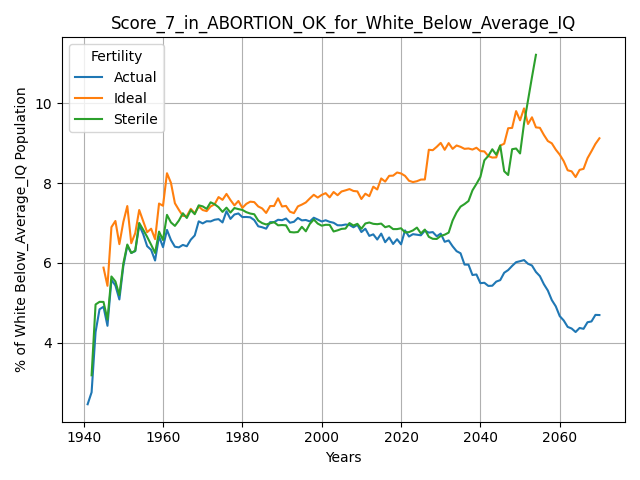 Score_7_in_ABORTION_OK_for_White_Below_Average_IQ
Fertility
Actual
Ideal
Sterile
% of White Below_Average_IQ Population
10
8
6
4
1940 1960 1980 2000 2020 2040 2060
Years